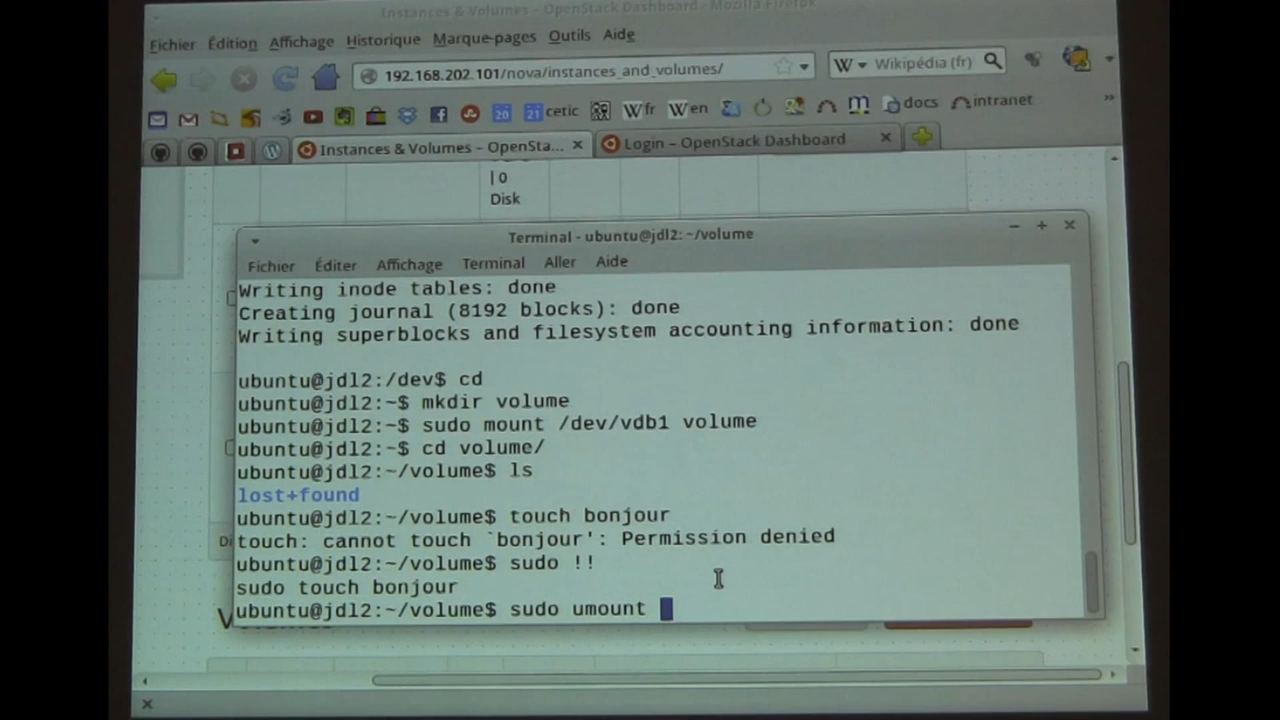 Instances & Volumes - OpenStack Dashboard - Mozilla Firefox
Fichier Édition Affichage Historique Marque-pages Outils Aide
192.168.202.101/nova/instances_and_volumes/ W Wikipédia (fr)
20 21 cetic W fr W en docs intranet
Instances & Volumes – OpenSta... Login – OpenStack Dashboard
| 0
Disk
Terminal - ubuntu@jdl2: ~/volume
Fichier Éditer Affichage Terminal Aller Aide
Writing inode tables: done
Creating journal (8192 blocks): done
Writing superblocks and filesystem accounting information: done
ubuntu@jdl2:/dev$ cd
ubuntu@jdl2:~$ mkdir volume
ubuntu@jdl2:~$ sudo mount /dev/vdb1 volume
ubuntu@jdl2:~$ cd volume/
ubuntu@jdl2:~/volume$ ls
lost+found
ubuntu@jdl2:~/volume$ touch bonjour
touch: cannot touch `bonjour': Permission denied
ubuntu@jdl2:~/volume$ sudo !!
sudo touch bonjour
ubuntu@jdl2:~/volume$ sudo umount